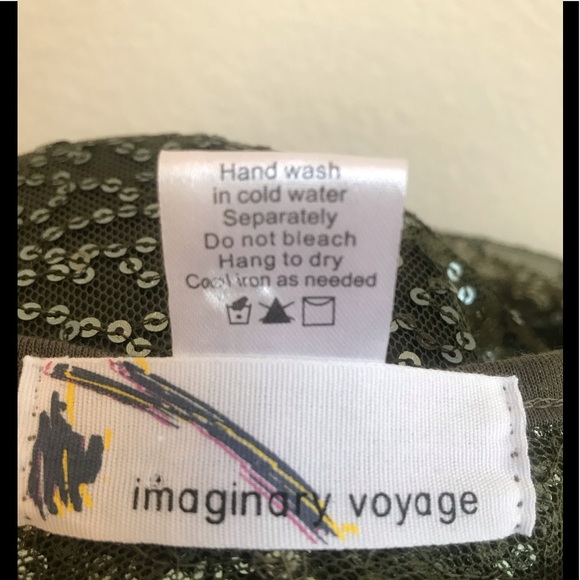 Hand wash
in cold water
Separately
Do not bleach
Hang to dry
Cool iron as needed
imaginary voyage